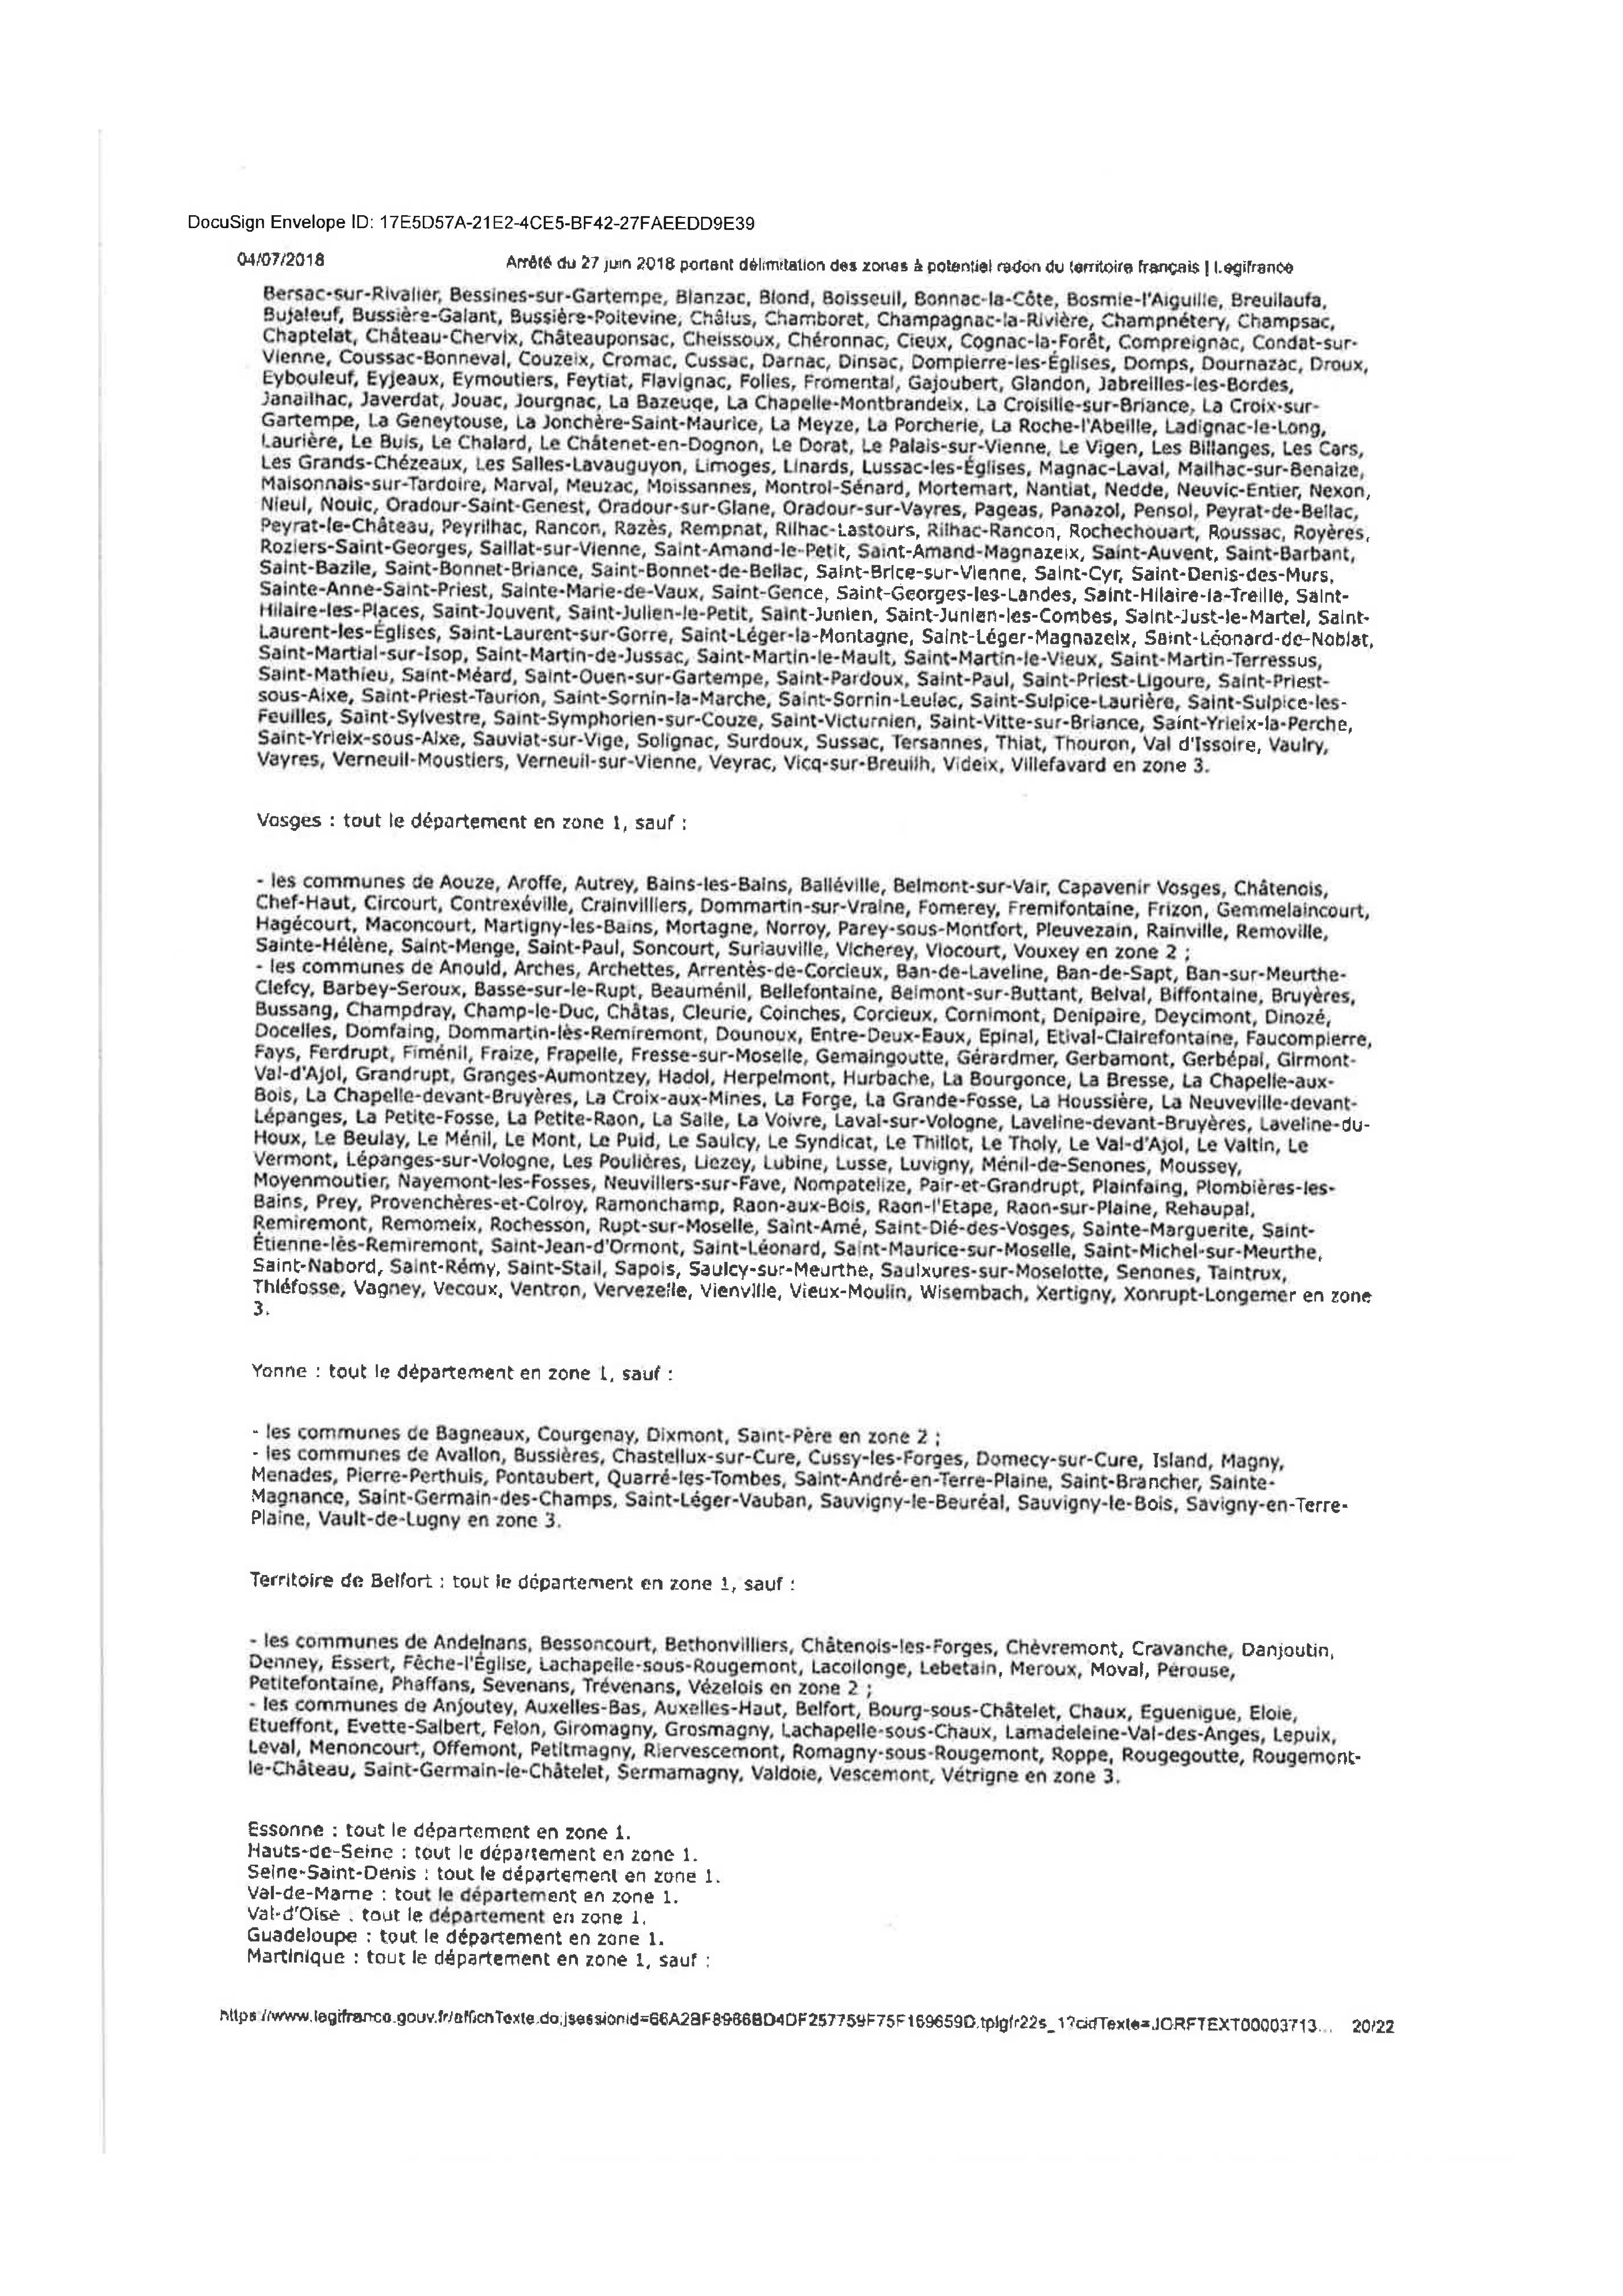 DocuSign Envelope ID: 17E5D57A-21E2-4CE5-BF42-27FAEEDD9E39
04/07/2018
Arrêté du 27 juin 2018 portant délimitation des zones à potentiel radon du territoire français | Legifrance
Bersac-sur-Rivalier, Bessines-sur-Gartempe, Blanzac, Blond, Boisseuil, Bonnac-la-Côte, Bosmie-l'Aiguille, Breuilaufa,
Bujaleuf, Bussière-Galant, Bussière-Poitevine, Châlus, Chamboret, Champagnac-la-Rivière, Champnétery, Champsac,
Chaptelat, Château-Chervix, Châteauponsac, Cheissoux, Chéronnac, Cieux, Cognac-la-Forêt, Compreignac, Condat-sur-
Vienne, Coussac-Bonneval, Couzeix, Cromac, Cussac, Darnac, Dinsac, Dompierre-les-Églises, Domps, Dournazac, Droux,
Eybouleuf, Eyjeaux, Eymoutiers, Feytiat, Flavignac, Folles, Fromental, Gajoubert, Glandon, Jabreilles-les-Bordes,
Janailhac, Javerdat, Jouac, Jourgnac, La Bazeuge, La Chapelle-Montbrandeix, La Croisille-sur-Briance, La Croix-sur-
Gartempe, La Geneytouse, La Jonchère-Saint-Maurice, La Meyze, La Porcherie, La Roche-l'Abeille, Ladignac-le-Long,
Laurière, Le Buis, Le Chalard, Le Châtenet-en-Dognon, Le Dorat, Le Palais-sur-Vienne, Le Vigen, Les Billanges, Les Cars,
Les Grands-Chézeaux, Les Salles-Lavauguyon, Limoges, Linards, Lussac-les-Églises, Magnac-Laval, Mailhac-sur-Benaize,
Maisonnais-sur-Tardoire, Marval, Meuzac, Moissannes, Montrol-Sénard, Mortemart, Nantiat, Nedde, Neuvic-Entier, Nexon,
Nieul, Nouic, Oradour-Saint-Genest, Oradour-sur-Glane, Oradour-sur-Vayres, Pageas, Panazol, Pensol, Peyrat-de-Bellac,
Peyrat-le-Château, Peyrilhac, Rancon, Razès, Rempnat, Rilhac-Lastours, Rilhac-Rancon, Rochechouart, Roussac, Royères,
Roziers-Saint-Georges, Saillat-sur-Vienne, Saint-Amand-le-Petit, Saint-Amand-Magnazeix, Saint-Auvent, Saint-Barbant,
Saint-Bazile, Saint-Bonnet-Briance, Saint-Bonnet-de-Bellac, Saint-Brice-sur-Vienne, Saint-Cyr, Saint-Denis-des-Murs,
Sainte-Anne-Saint-Priest, Sainte-Marie-de-Vaux, Saint-Gence, Saint-Georges-les-Landes, Saint-Hilaire-la-Treille, Saint-
Hilaire-les-Places, Saint-Jouvent, Saint-Julien-le-Petit, Saint-Junien, Saint-Junien-les-Combes, Saint-Just-le-Martel, Saint-
Laurent-les-Églises, Saint-Laurent-sur-Gorre, Saint-Léger-la-Montagne, Saint-Léger-Magnazeix, Saint-Léonard-de-Noblat,
Saint-Martial-sur-Isop, Saint-Martin-de-Jussac, Saint-Martin-le-Mault, Saint-Martin-le-Vieux, Saint-Martin-Terressus,
Saint-Mathieu, Saint-Méard, Saint-Ouen-sur-Gartempe, Saint-Pardoux, Saint-Paul, Saint-Priest-Ligoure, Saint-Priest-
sous-Aixe, Saint-Priest-Taurion, Saint-Sornin-la-Marche, Saint-Sornin-Leulac, Saint-Sulpice-Laurière, Saint-Sulpice-les-
Feuilles, Saint-Sylvestre, Saint-Symphorien-sur-Couze, Saint-Victurnien, Saint-Vitte-sur-Briance, Saint-Yrieix-la-Perche,
Saint-Yrieix-sous-Aixe, Sauviat-sur-Vige, Solignac, Surdoux, Sussac, Tersannes, Thiat, Thouron, Val d'Issoire, Vaulry,
Vayres, Verneuil-Moustiers, Verneuil-sur-Vienne, Veyrac, Vicq-sur-Breuilh, Videix, Villefavard en zone 3.
Vosges : tout le département en zone 1, sauf :
- les communes de Aouze, Aroffe, Autrey, Bains-les-Bains, Balléville, Belmont-sur-Vair, Capavenir Vosges, Châtenois,
Chef-Haut, Circourt, Contrexéville, Crainvilliers, Dommartin-sur-Vraine, Fomerey, Fremifontaine, Frizon, Gemmelaincourt,
Hagécourt, Maconcourt, Martigny-les-Bains, Mortagne, Norroy, Parey-sous-Montfort, Pleuvezain, Rainville, Removille,
Sainte-Hélène, Saint-Menge, Saint-Paul, Soncourt, Suriauville, Vicherey, Viocourt, Vouxey en zone 2 ;
- les communes de Anould, Arches, Archettes, Arrentès-de-Corcieux, Ban-de-Laveline, Ban-de-Sapt, Ban-sur-Meurthe-
Clefcy, Barbey-Seroux, Basse-sur-le-Rupt, Beauménil, Bellefontaine, Belmont-sur-Buttant, Belval, Biffontaine, Bruyères,
Bussang, Champdray, Champ-le-Duc, Châtas, Cleurie, Coinches, Corcieux, Cornimont, Denipaire, Deycimont, Dinozé,
Docelles, Domfaing, Dommartin-lès-Remiremont, Dounoux, Entre-Deux-Eaux, Epinal, Etival-Clairefontaine, Faucompierre,
Fays, Ferdrupt, Fiménil, Fraize, Frapelle, Fresse-sur-Moselle, Gemaingoutte, Gérardmer, Gerbamont, Gerbépal, Girmont-
Val-d'Ajol, Grandrupt, Granges-Aumontzey, Hadol, Herpelmont, Hurbache, La Bourgonce, La Bresse, La Chapelle-aux-
Bois, La Chapelle-devant-Bruyères, La Croix-aux-Mines, La Forge, La Grande-Fosse, La Houssière, La Neuveville-devant-
Lépanges, La Petite-Fosse, La Petite-Raon, La Salle, La Voivre, Laval-sur-Vologne, Laveline-devant-Bruyères, Laveline-du-
Houx, Le Beulay, Le Ménil, Le Mont, Le Puid, Le Saulcy, Le Syndicat, Le Thillot, Le Tholy, Le Val-d'Ajol, Le Valtin, Le
Vermont, Lépanges-sur-Vologne, Les Poulières, Liezey, Lubine, Lusse, Luvigny, Ménil-de-Senones, Moussey,
Moyenmoutier, Nayemont-les-Fosses, Neuvillers-sur-Fave, Nompatelize, Pair-et-Grandrupt, Plainfaing, Plombières-les-
Bains, Prey, Provenchères-et-Colroy, Ramonchamp, Raon-aux-Bois, Raon-l'Etape, Raon-sur-Plaine, Rehaupal,
Remiremont, Remomeix, Rochesson, Rupt-sur-Moselle, Saint-Amé, Saint-Dié-des-Vosges, Sainte-Marguerite, Saint-
Étienne-lès-Remiremont, Saint-Jean-d'Ormont, Saint-Léonard, Saint-Maurice-sur-Moselle, Saint-Michel-sur-Meurthe,
Saint-Nabord, Saint-Rémy, Saint-Stail, Sapois, Saulcy-sur-Meurthe, Saulxures-sur-Moselotte, Senones, Taintrux,
Thiéfosse, Vagney, Vecoux, Ventron, Vervezelle, Vienville, Vieux-Moulin, Wisembach, Xertigny, Xonrupt-Longemer en zone
3.
Yonne : tout le département en zone 1, sauf :
- les communes de Bagneaux, Courgenay, Dixmont, Saint-Père en zone 2 ;
- les communes de Avallon, Bussières, Chastellux-sur-Cure, Cussy-les-Forges, Domecy-sur-Cure, Island, Magny,
Menades, Pierre-Perthuis, Pontaubert, Quarré-les-Tombes, Saint-André-en-Terre-Plaine, Saint-Brancher, Sainte-
Magnance, Saint-Germain-des-Champs, Saint-Léger-Vauban, Sauvigny-le-Beuréal, Sauvigny-le-Bois, Savigny-en-Terre-
Plaine, Vault-de-Lugny en zone 3.
Territoire de Belfort : tout le département en zone 1, sauf :
- les communes de Andelnans, Bessoncourt, Bethonvilliers, Châtenois-les-Forges, Chèvremont, Cravanche, Danjoutin,
Denney, Essert, Fêche-l'Église, Lachapelle-sous-Rougemont, Lacollonge, Lebetain, Meroux, Moval, Pérouse,
Petitefontaine, Phaffans, Sevenans, Trévenans, Vézelois en zone 2 ;
- les communes de Anjoutey, Auxelles-Bas, Auxelles-Haut, Belfort, Bourg-sous-Châtelet, Chaux, Eguenigue, Eloie,
Etueffont, Evette-Salbert, Felon, Giromagny, Grosmagny, Lachapelle-sous-Chaux, Lamadeleine-Val-des-Anges, Lepuix,
Leval, Menoncourt, Offemont, Petitmagny, Riervescemont, Romagny-sous-Rougemont, Roppe, Rougegoutte, Rougemont-
le-Château, Saint-Germain-le-Châtelet, Sermamagny, Valdoie, Vescemont, Vétrigne en zone 3.
Essonne : tout le département en zone 1.
Hauts-de-Seine : tout le département en zone 1.
Seine-Saint-Denis : tout le département en zone 1.
Val-de-Marne : tout le département en zone 1.
Val-d'Oise : tout le département en zone 1.
Guadeloupe : tout le département en zone 1.
Martinique : tout le département en zone 1, sauf :
https://www.legifrance.gouv.fr/affichTexte.do;jsessionid=66A2BF8986BD4DF257759F75F169659D.tplgfr22s_1?cidTexte=JORFTEXT00003713... 20/22